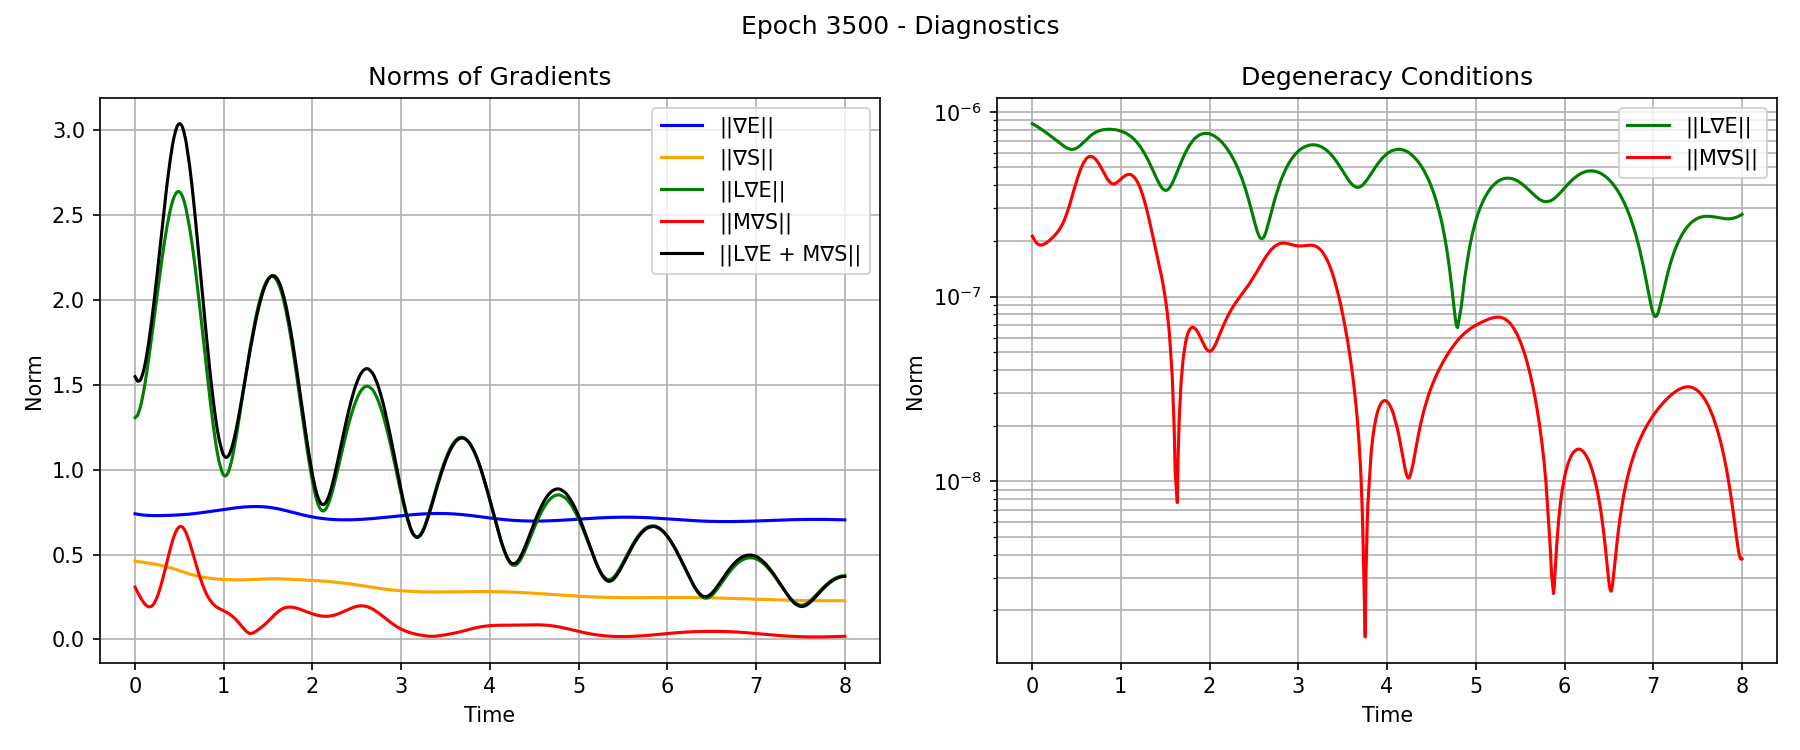 Epoch 3500 - Diagnostics
Norms of Gradients
Norm
3.0
2.5
2.0
1.5
1.0
0.5
0.0
0 1 2 3 4 5 6 7 8
Time
||∇E||
||∇S||
||L∇E||
||M∇S||
||L∇E + M∇S||
Degeneracy Conditions
Norm
10⁻⁶
10⁻⁷
10⁻⁸
0 1 2 3 4 5 6 7 8
Time
||L∇E||
||M∇S||